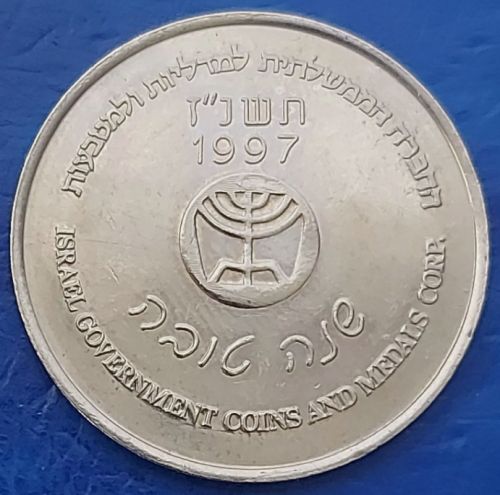 החברה הממשלתית למדליות ולמטבעות
תשנ"ז
1997
שנה טובה
ISRAEL GOVERNMENT COINS AND MEDALS CORP.